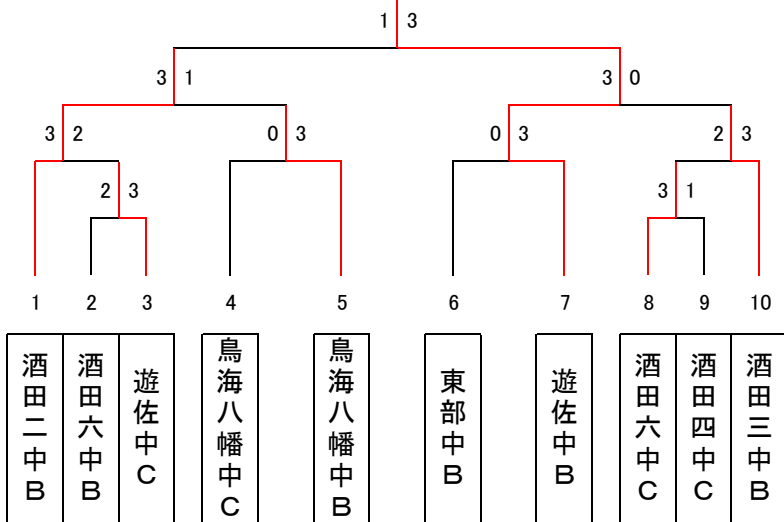 1 3
3 1
3 0
3 2
0 3
0 3
2 3
2 3
3 1
1 2 3 4 5 6 7 8 9 10
酒田二中B
酒田六中B
遊佐中C
鳥海八幡中C
鳥海八幡中B
東部中B
遊佐中B
酒田六中C
酒田四中C
酒田三中B